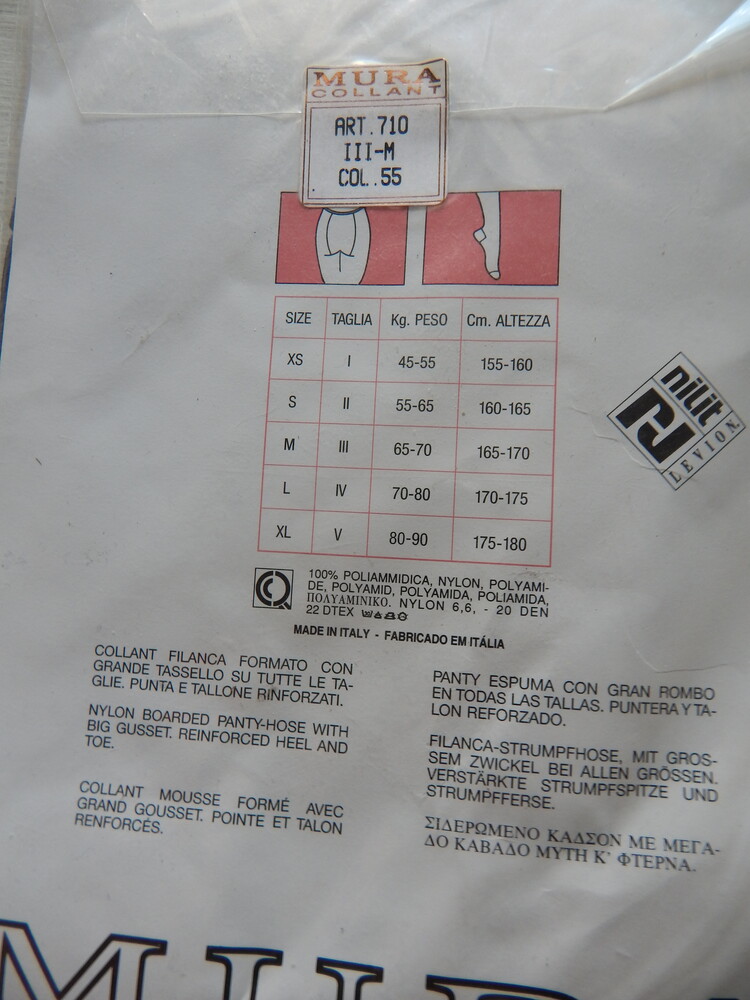 MURA
COLLANT
ART.710
III-M
COL.55
SIZE TAGLIA Kg. PESO Cm. ALTEZZA
XS I 45-55 155-160
S II 55-65 160-165
M III 65-70 165-170
L IV 70-80 170-175
XL V 80-90 175-180
nilit
LEVION.
100% POLIAMMIDICA, NYLON, POLYAMI-
DE, POLYAMID, POLYAMIDA, POLIAMIDA,
ΠΟΛΥΑΜΙΝΙΚΟ. NYLON 6,6, - 20 DEN
22 DTEX
MADE IN ITALY - FABRICADO EM ITÁLIA
COLLANT FILANCA FORMATO CON
GRANDE TASSELLO SU TUTTE LE TA-
GLIE. PUNTA E TALLONE RINFORZATI.
NYLON BOARDED PANTY-HOSE WITH
BIG GUSSET. REINFORCED HEEL AND
TOE.
COLLANT MOUSSE FORMÉ AVEC
GRAND GOUSSET. POINTE ET TALON
RENFORCÉS.
PANTY ESPUMA CON GRAN ROMBO
EN TODAS LAS TALLAS. PUNTERA Y TA-
LON REFORZADO.
FILANCA-STRUMPFHOSE, MIT GROS-
SEM ZWICKEL BEI ALLEN GRÖSSEN.
VERSTÄRKTE STRUMPFSPITZE UND
STRUMPFFERSE.
ΣΙΔΕΡΩΜΕΝΟ ΚΑΛΣΟΝ ΜΕ ΜΕΓΑ-
ΛΟ ΚΑΒΑΛΟ ΜΥΤΗ Κ' ΦΤΕΡΝΑ.